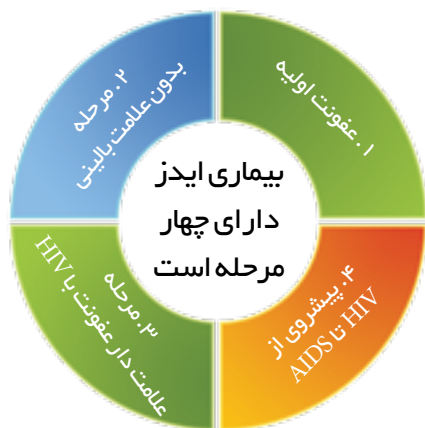 بیماری ایدز
دارای چهار
مرحله است
۱. عفونت اولیه
۲. مرحله
بدون علامت بالینی
۳. مرحله
علامت دار عفونت با HIV
۴. پیشروی از
HIV تا AIDS